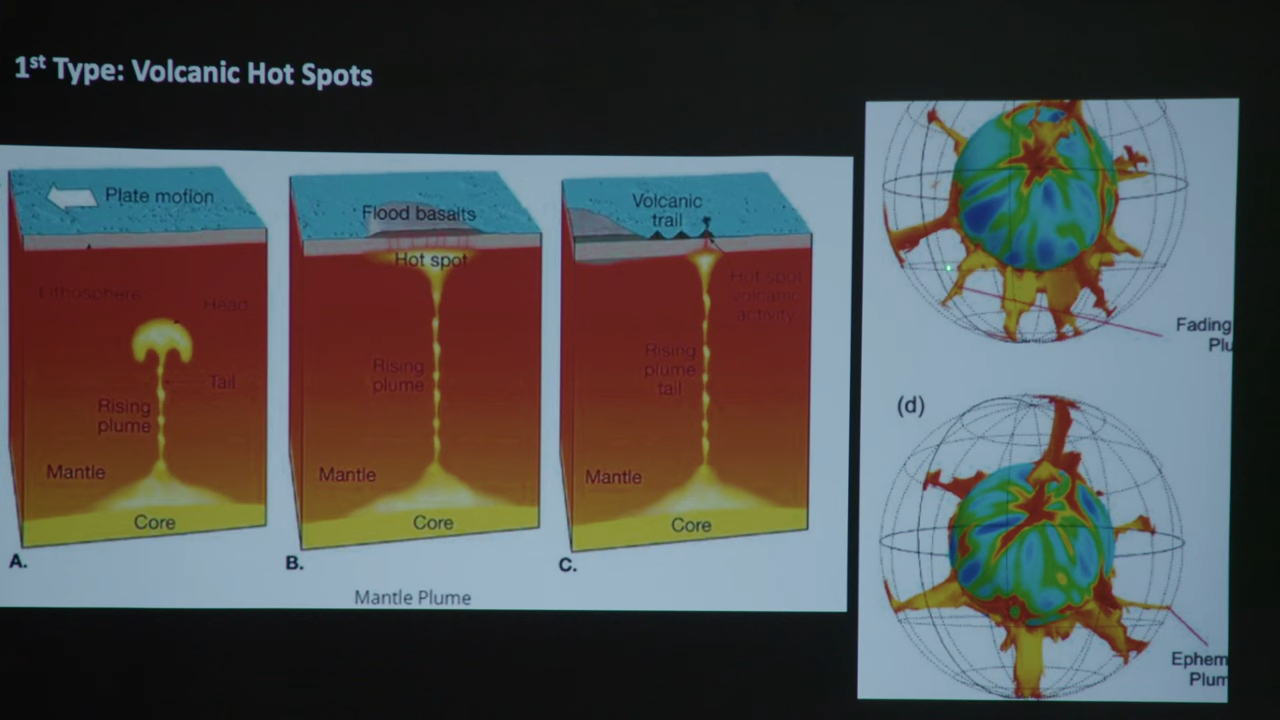 1st Type: Volcanic Hot Spots
Plate motion
Lithosphere
Head
Tail
Rising
plume
Mantle
Core
A.
Flood basalts
Hot spot
Rising
plume
Mantle
Core
B.
Volcanic
trail
Hot spot
volcanic
activity
Rising
plume
tail
Mantle
Core
C.
Mantle Plume
Fading
Plu
(d)
Ephem
Plum